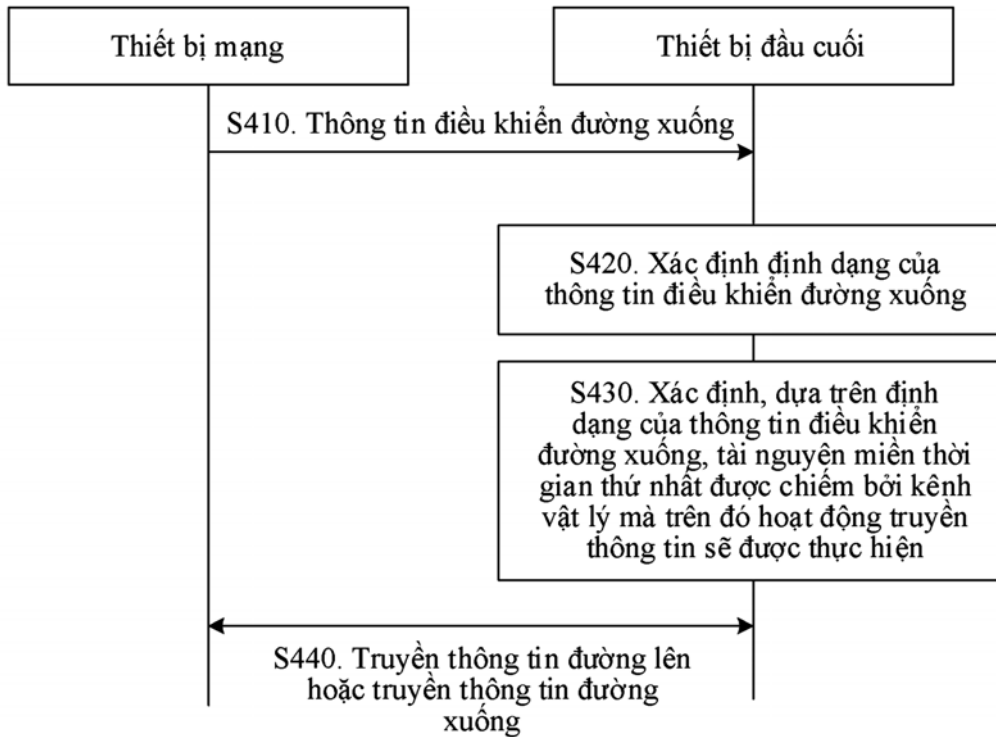 Thiết bị mạng
Thiết bị đầu cuối
S410. Thông tin điều khiển đường xuống
S420. Xác định định dạng của
thông tin điều khiển đường xuống
S430. Xác định, dựa trên định
dạng của thông tin điều khiển
đường xuống, tài nguyên miền thời
gian thứ nhất được chiếm bởi kênh
vật lý mà trên đó hoạt động truyền
thông tin sẽ được thực hiện
S440. Truyền thông tin đường lên
hoặc truyền thông tin đường
xuống